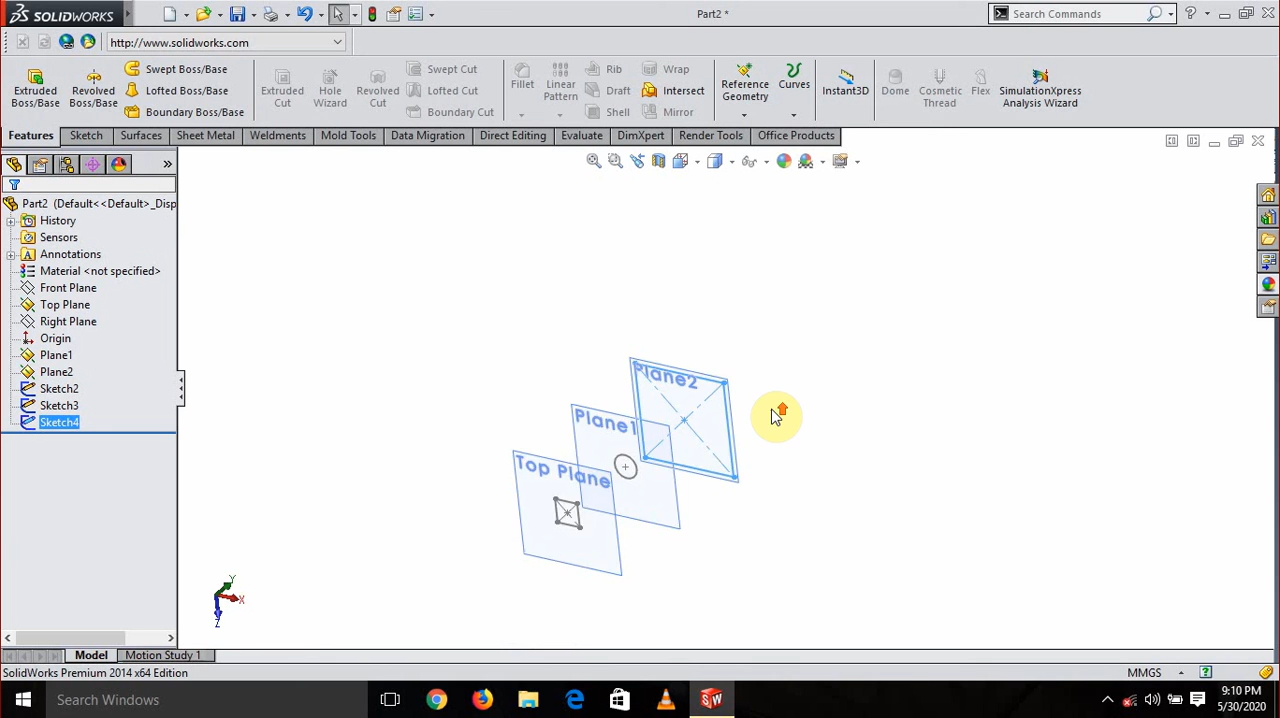 SOLIDWORKS
Part2 *
Search Commands
http://www.solidworks.com
Extruded Boss/Base
Revolved Boss/Base
Swept Boss/Base
Lofted Boss/Base
Boundary Boss/Base
Extruded Cut
Hole Wizard
Revolved Cut
Swept Cut
Lofted Cut
Boundary Cut
Fillet
Linear Pattern
Rib
Draft
Shell
Wrap
Intersect
Mirror
Reference Geometry
Curves
Instant3D
Dome
Cosmetic Thread
Flex
SimulationXpress Analysis Wizard
Features
Sketch
Surfaces
Sheet Metal
Weldments
Mold Tools
Data Migration
Direct Editing
Evaluate
DimXpert
Render Tools
Office Products
Part2 (Default<<Default>_Disp
History
Sensors
Annotations
Material <not specified>
Front Plane
Top Plane
Right Plane
Origin
Plane1
Plane2
Sketch2
Sketch3
Sketch4
Plane2
Plane1
Top Plane
Y
X
Z
Model
Motion Study 1
SolidWorks Premium 2014 x64 Edition
MMGS
Search Windows
9:10 PM
5/30/2020